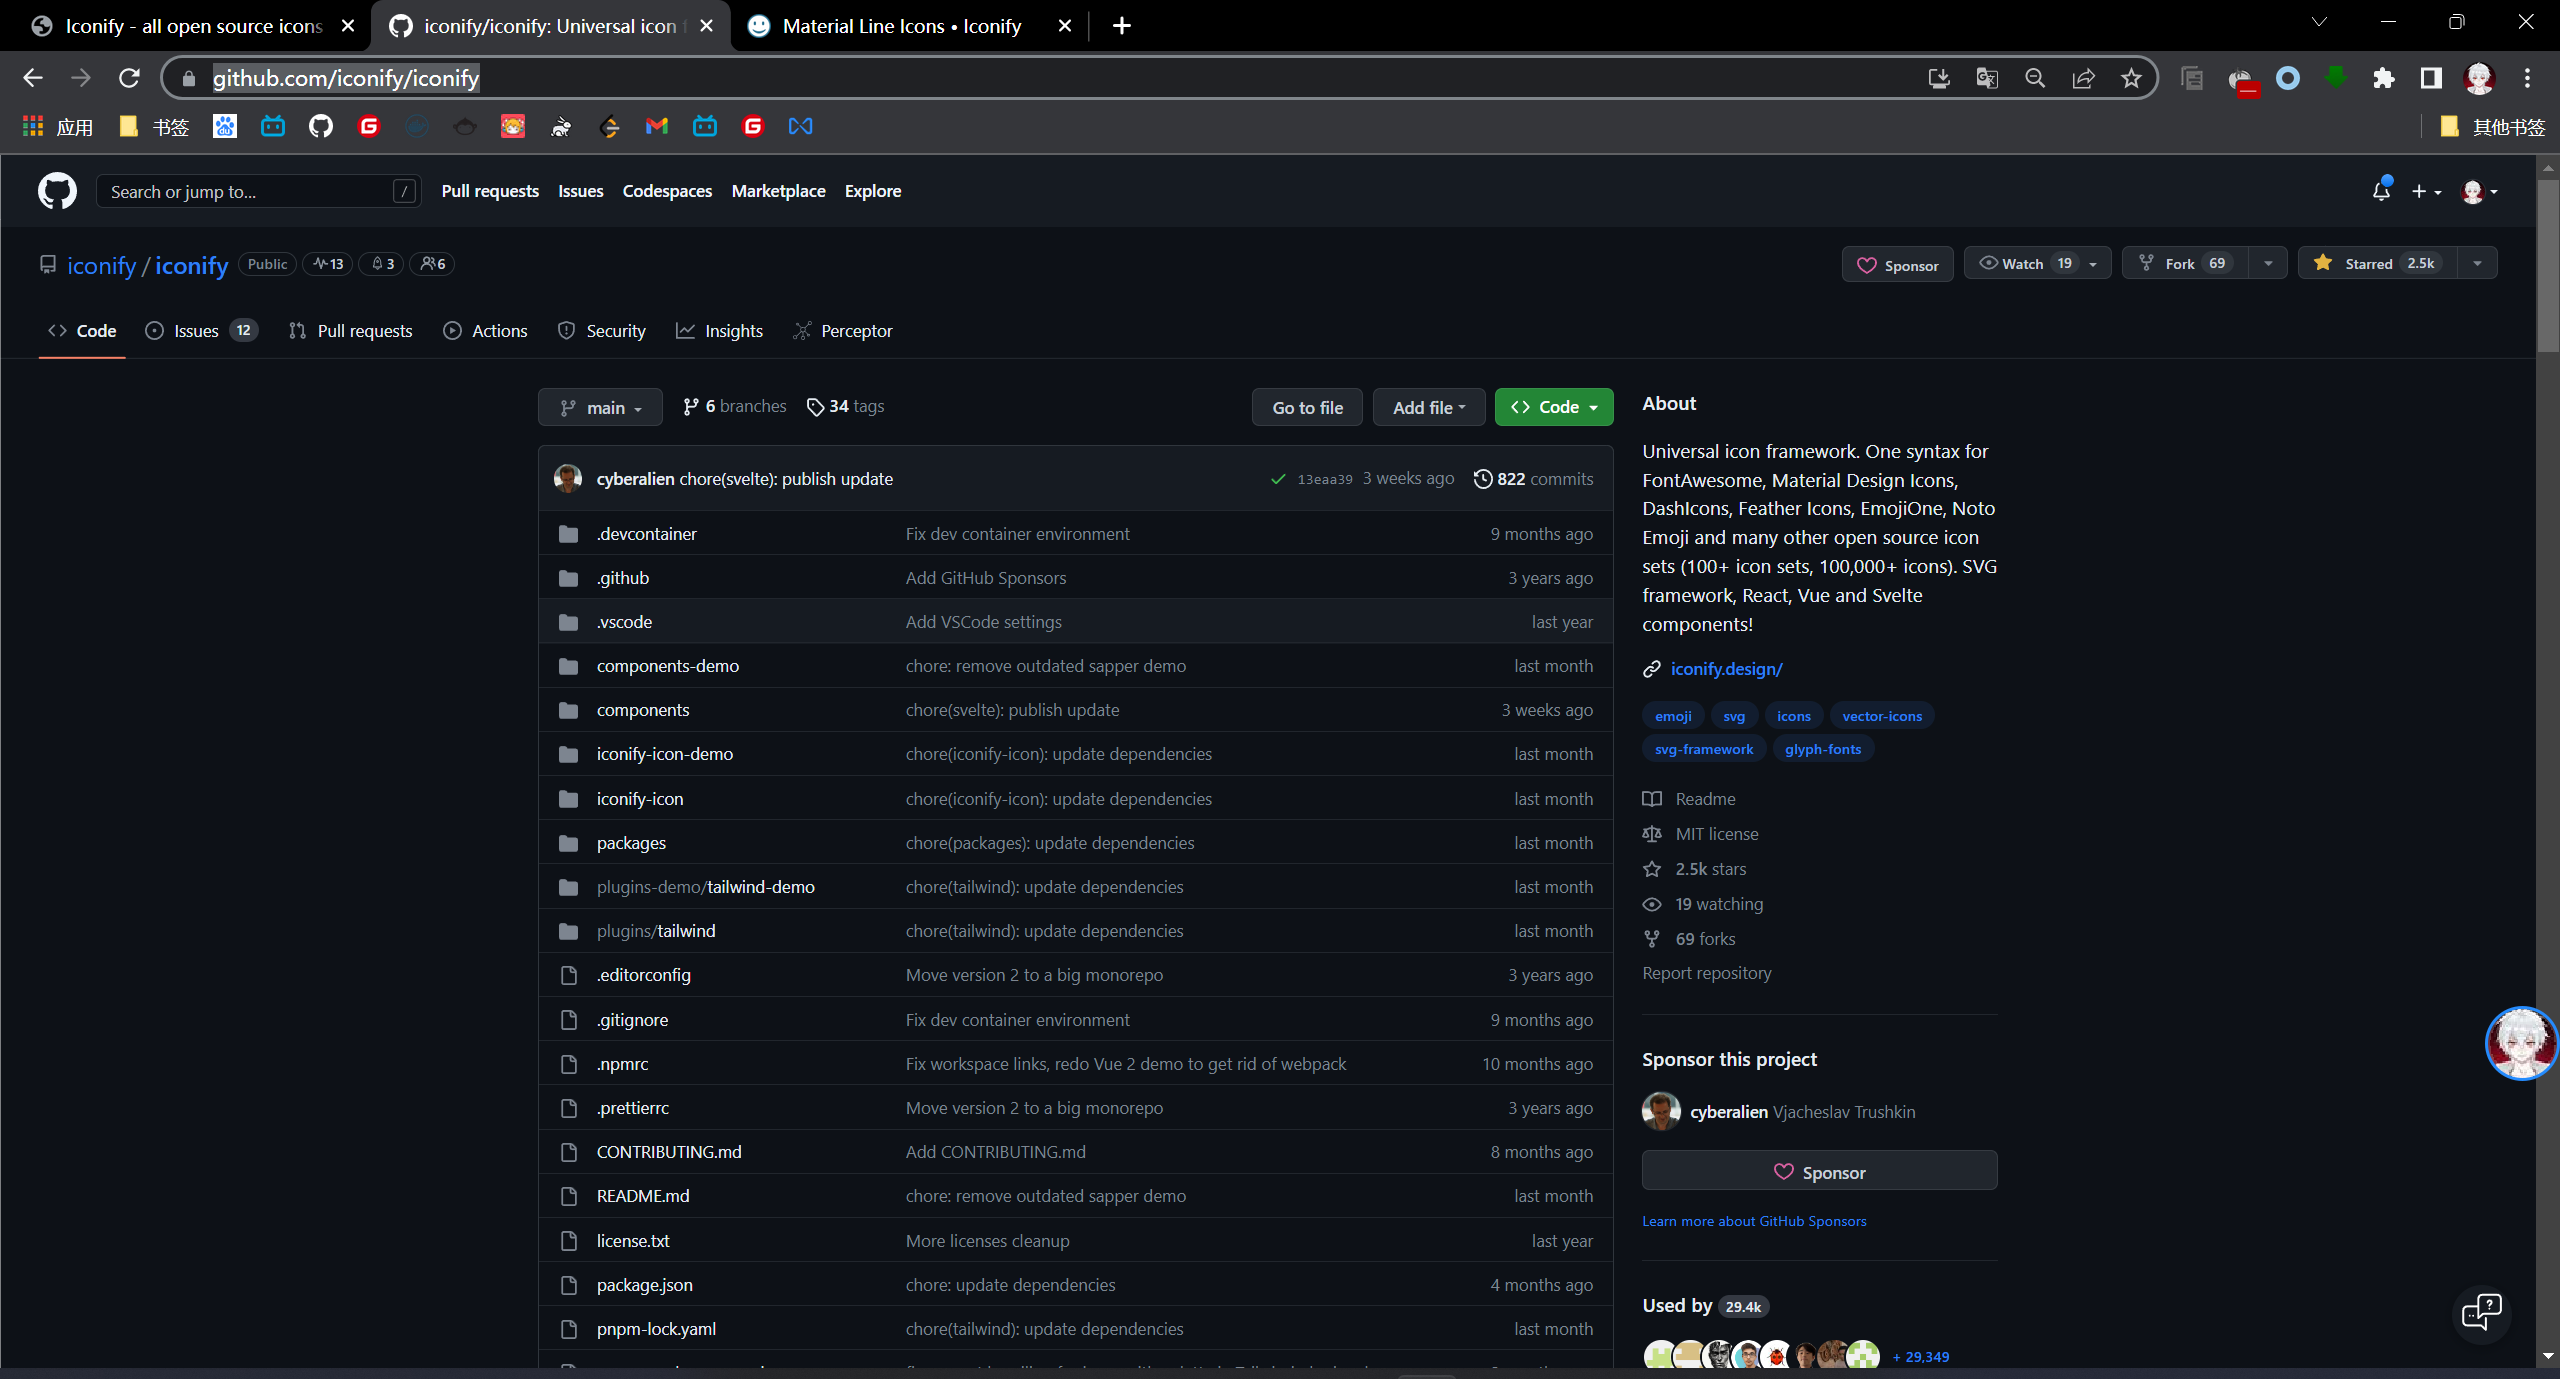 Iconify - all open source icons
iconify/iconify: Universal icon
Material Line Icons • Iconify
github.com/iconify/iconify
应用
书签
其他书签
Search or jump to... /
Pull requests Issues Codespaces Marketplace Explore
iconify / iconify Public 13 3 6
Sponsor Watch 19 Fork 69 Starred 2.5k
Code Issues 12 Pull requests Actions Security Insights Perceptor
main 6 branches 34 tags Go to file Add file Code
cyberalien chore(svelte): publish update 13eaa39 3 weeks ago 822 commits
.devcontainer Fix dev container environment 9 months ago
.github Add GitHub Sponsors 3 years ago
.vscode Add VSCode settings last year
components-demo chore: remove outdated sapper demo last month
components chore(svelte): publish update 3 weeks ago
iconify-icon-demo chore(iconify-icon): update dependencies last month
iconify-icon chore(iconify-icon): update dependencies last month
packages chore(packages): update dependencies last month
plugins-demo/tailwind-demo chore(tailwind): update dependencies last month
plugins/tailwind chore(tailwind): update dependencies last month
.editorconfig Move version 2 to a big monorepo 3 years ago
.gitignore Fix dev container environment 9 months ago
.npmrc Fix workspace links, redo Vue 2 demo to get rid of webpack 10 months ago
.prettierrc Move version 2 to a big monorepo 3 years ago
CONTRIBUTING.md Add CONTRIBUTING.md 8 months ago
README.md chore: remove outdated sapper demo last month
license.txt More licenses cleanup last year
package.json chore: update dependencies 4 months ago
pnpm-lock.yaml chore(tailwind): update dependencies last month
About
Universal icon framework. One syntax for
FontAwesome, Material Design Icons,
DashIcons, Feather Icons, EmojiOne, Noto
Emoji and many other open source icon
sets (100+ icon sets, 100,000+ icons). SVG
framework, React, Vue and Svelte
components!
iconify.design/
emoji svg icons vector-icons
svg-framework glyph-fonts
Readme
MIT license
2.5k stars
19 watching
69 forks
Report repository
Sponsor this project
cyberalien Vjacheslav Trushkin
Sponsor
Learn more about GitHub Sponsors
Used by 29.4k
+ 29,349